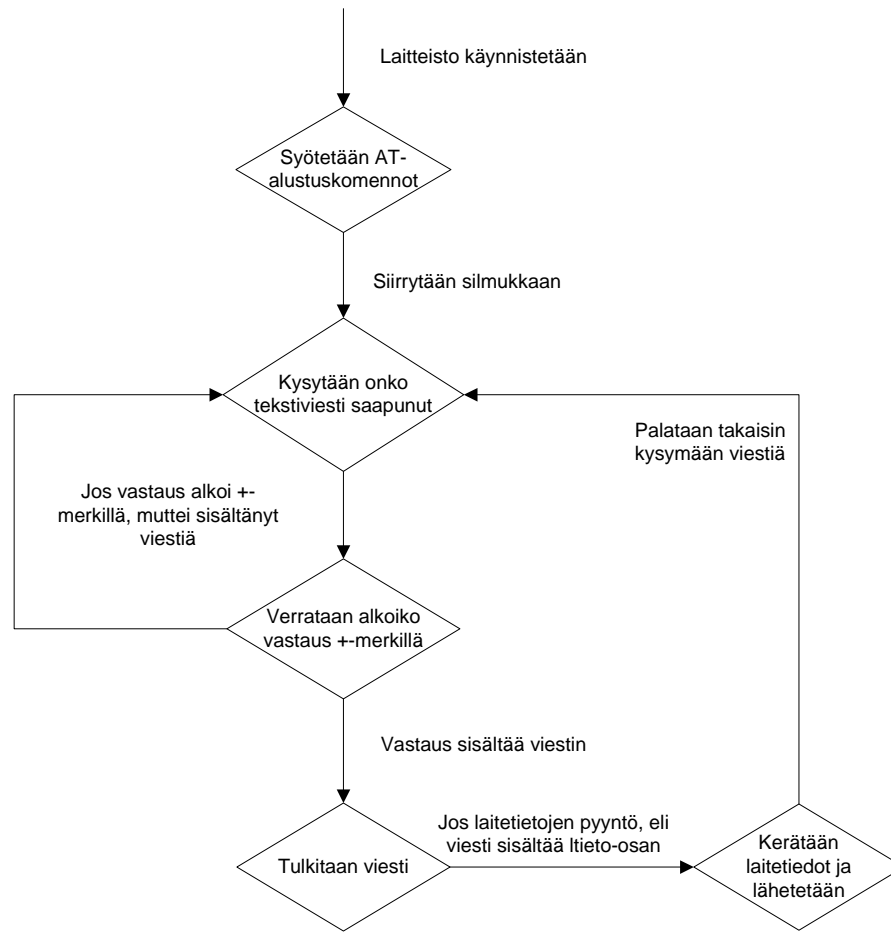 Laitteisto käynnistetään
Syötetään AT-
alustuskomennot
Siirrytään silmukkaan
Kysytään onko
tekstiviesti saapunut
Palataan takaisin
kysymään viestiä
Jos vastaus alkoi +-
merkillä, muttei sisältänyt
viestiä
Verrataan alkoiko
vastaus +-merkillä
Vastaus sisältää viestin
Jos laitetietojen pyyntö, eli
viesti sisältää ltieto-osan
Tulkitaan viesti
Kerätään
laitetiedot ja
lähetetään